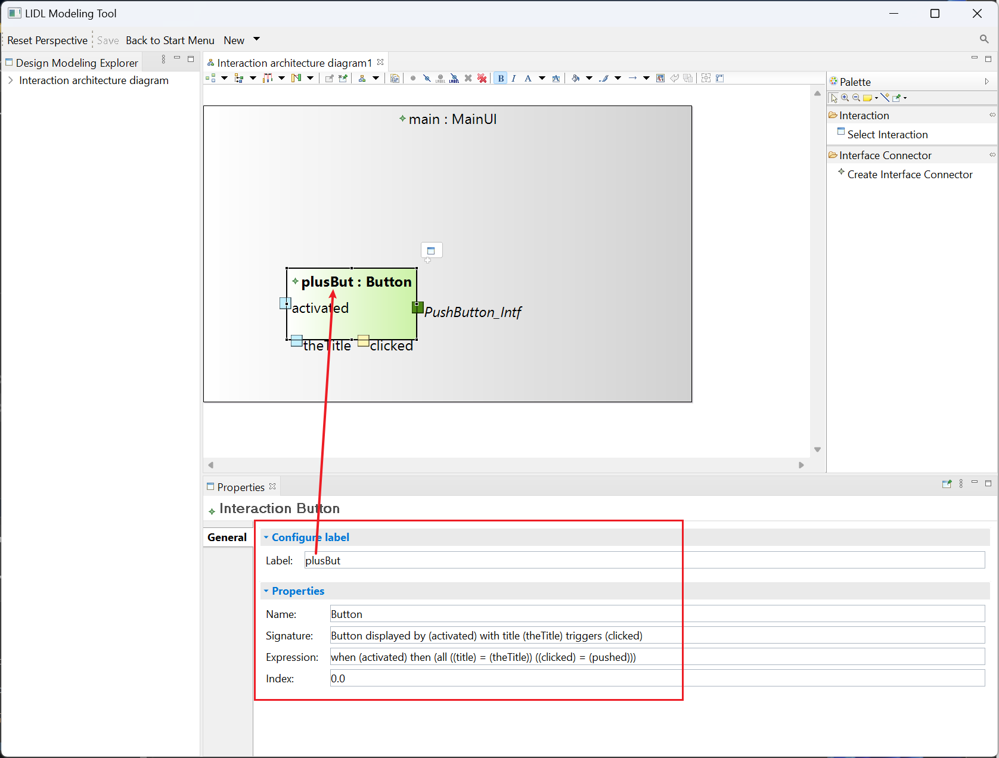 LIDL Modeling Tool
Reset Perspective Save Back to Start Menu New
Design Modeling Explorer
Interaction architecture diagram
Interaction architecture diagram1
LABEL LABEL B I A A
main : MainUI
plusBut : Button
activated
PushButton_Intf
theTitle clicked
Palette
Interaction
Select Interaction
Interface Connector
Create Interface Connector
Properties
Interaction Button
General
Configure label
Label: plusBut
Properties
Name: Button
Signature: Button displayed by (activated) with title (theTitle) triggers (clicked)
Expression: when (activated) then (all ((title) = (theTitle)) ((clicked) = (pushed)))
Index: 0.0